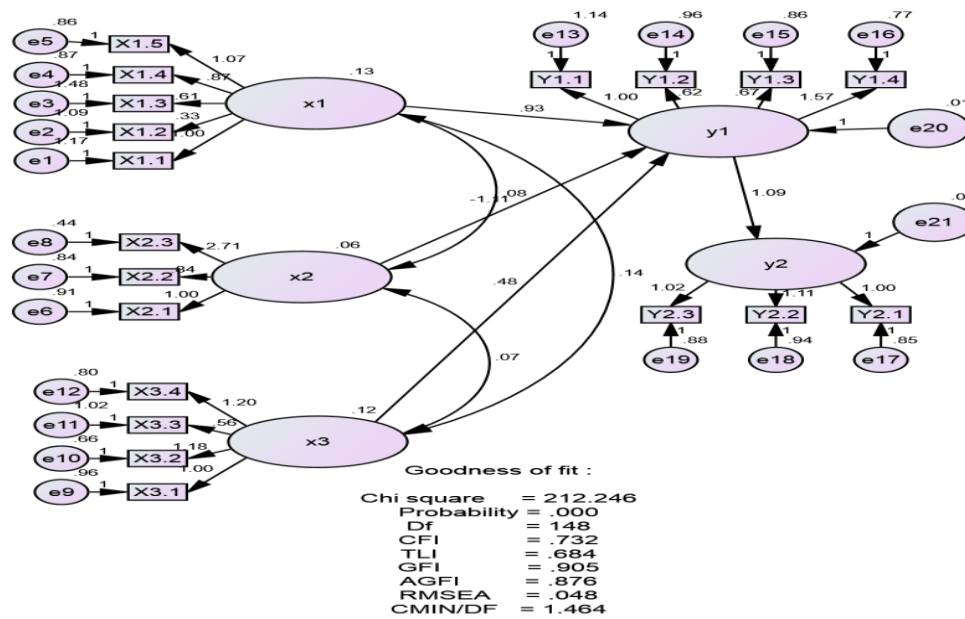 .86
e5 1 X1.5
1.07
.87
e4 1 X1.4
.87
1.48
e3 1 X1.3
.61
1.09
e2 1 X1.2
.33
1.17
e1 1 X1.1
1.00
.13
x1
.93
1.14 .96 .86 .77
e13 e14 e15 e16
1 1 1 1
Y1.1 Y1.2 Y1.3 Y1.4
1.00 .62 .67 1.57
y1
1
e20
.01
1.09
-1.11
.08
.44
e8 1 X2.3
2.71
.84
e7 1 X2.2
.84
.91
e6 1 X2.1
1.00
.06
x2
.48
.14
.07
e21
1
y2
1.02 1.11 1.00
Y2.3 Y2.2 Y2.1
1 1 1
.88 .94 .85
e19 e18 e17
.80
e12 1 X3.4
1.20
1.02
e11 1 X3.3
.56
.66
e10 1 X3.2
1.18
.96
e9 1 X3.1
1.00
.12
x3
Goodness of fit :
Chi square = 212.246
Probability = .000
Df = 148
CFI = .732
TLI = .684
GFI = .905
AGFI = .876
RMSEA = .048
CMIN/DF = 1.464